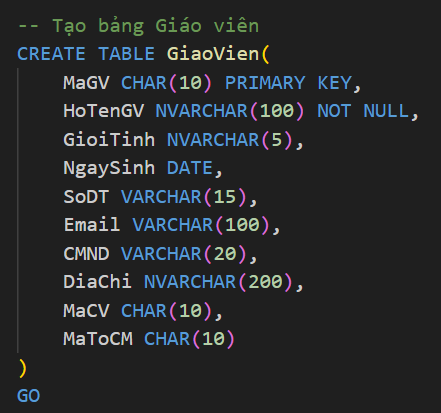 -- Tạo bảng Giáo viên
CREATE TABLE GiaoVien(
MaGV CHAR(10) PRIMARY KEY,
HoTenGV NVARCHAR(100) NOT NULL,
GioiTinh NVARCHAR(5),
NgaySinh DATE,
SoDT VARCHAR(15),
Email VARCHAR(100),
CMND VARCHAR(20),
DiaChi NVARCHAR(200),
MaCV CHAR(10),
MaToCM CHAR(10)
)
GO